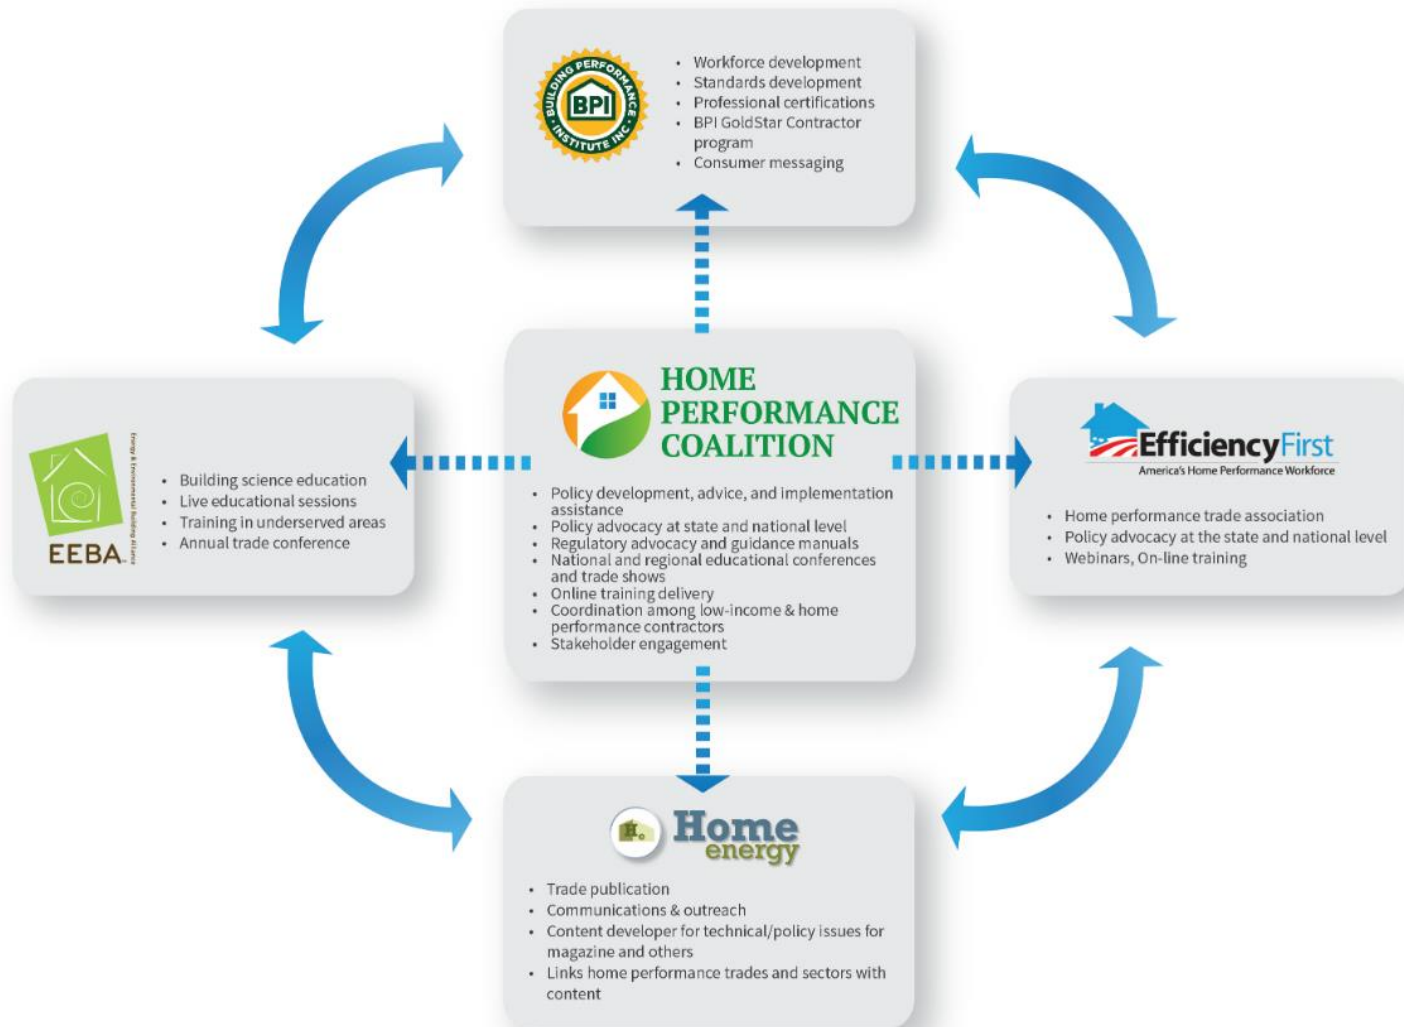 BUILDING PERFORMANCE
BPI
INSTITUTE INC
• Workforce development
• Standards development
• Professional certifications
• BPI GoldStar Contractor
program
• Consumer messaging
Energy & Environmental Building Alliance
EEBA
• Building science education
• Live educational sessions
• Training in underserved areas
• Annual trade conference
HOME
PERFORMANCE
COALITION
• Policy development, advice, and implementation
assistance
• Policy advocacy at state and national level
• Regulatory advocacy and guidance manuals
• National and regional educational conferences
and trade shows
• Online training delivery
• Coordination among low-income & home
performance contractors
• Stakeholder engagement
EfficiencyFirst
America's Home Performance Workforce
• Home performance trade association
• Policy advocacy at the state and national level
• Webinars, On-line training
H.
Home
energy
• Trade publication
• Communications & outreach
• Content developer for technical/policy issues for
magazine and others
• Links home performance trades and sectors with
content